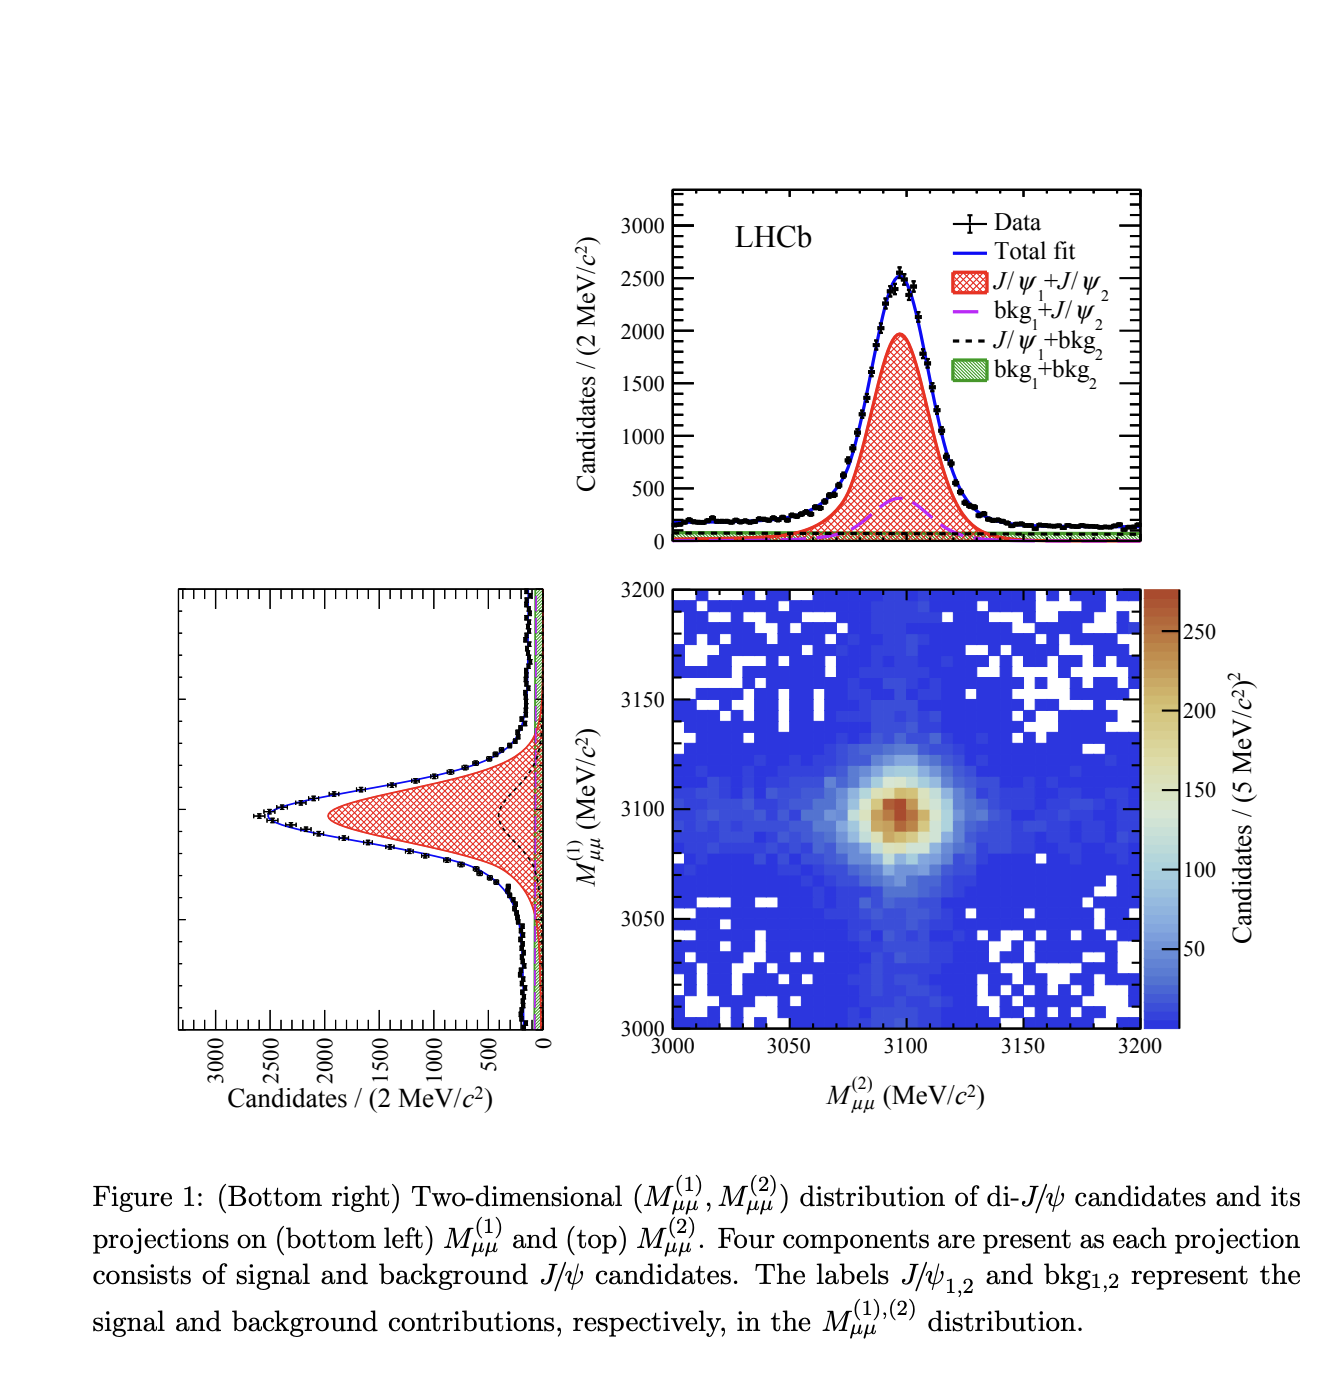 LHCb
Data
Total fit
J/ψ₁+J/ψ₂
bkg₁+J/ψ₂
J/ψ₁+bkg₂
bkg₁+bkg₂
Candidates / (2 MeV/c²)
3000
2500
2000
1500
1000
500
0
3000
2500
2000
1500
1000
500
0
Candidates / (2 MeV/c²)
M_μμ^(1) (MeV/c²)
3200
3150
3100
3050
3000
3000
3050
3100
3150
3200
M_μμ^(2) (MeV/c²)
250
200
150
100
50
Candidates / (5 MeV/c²)²
Figure 1: (Bottom right) Two-dimensional (M_μμ^(1), M_μμ^(2)) distribution of di-J/ψ candidates and its
projections on (bottom left) M_μμ^(1) and (top) M_μμ^(2). Four components are present as each projection
consists of signal and background J/ψ candidates. The labels J/ψ₁,₂ and bkg₁,₂ represent the
signal and background contributions, respectively, in the M_μμ^(1),(2) distribution.